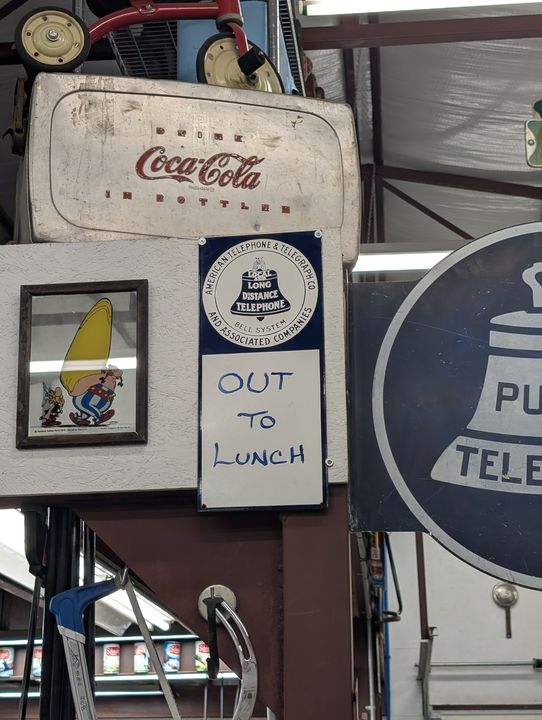 DRINK
Coca-Cola
IN BOTTLES
AMERICAN TELEPHONE & TELEGRAPH CO
LOCAL
LONG
DISTANCE
TELEPHONE
BELL SYSTEM
AND ASSOCIATED COMPANIES
OUT
TO
LUNCH
PU
TELE